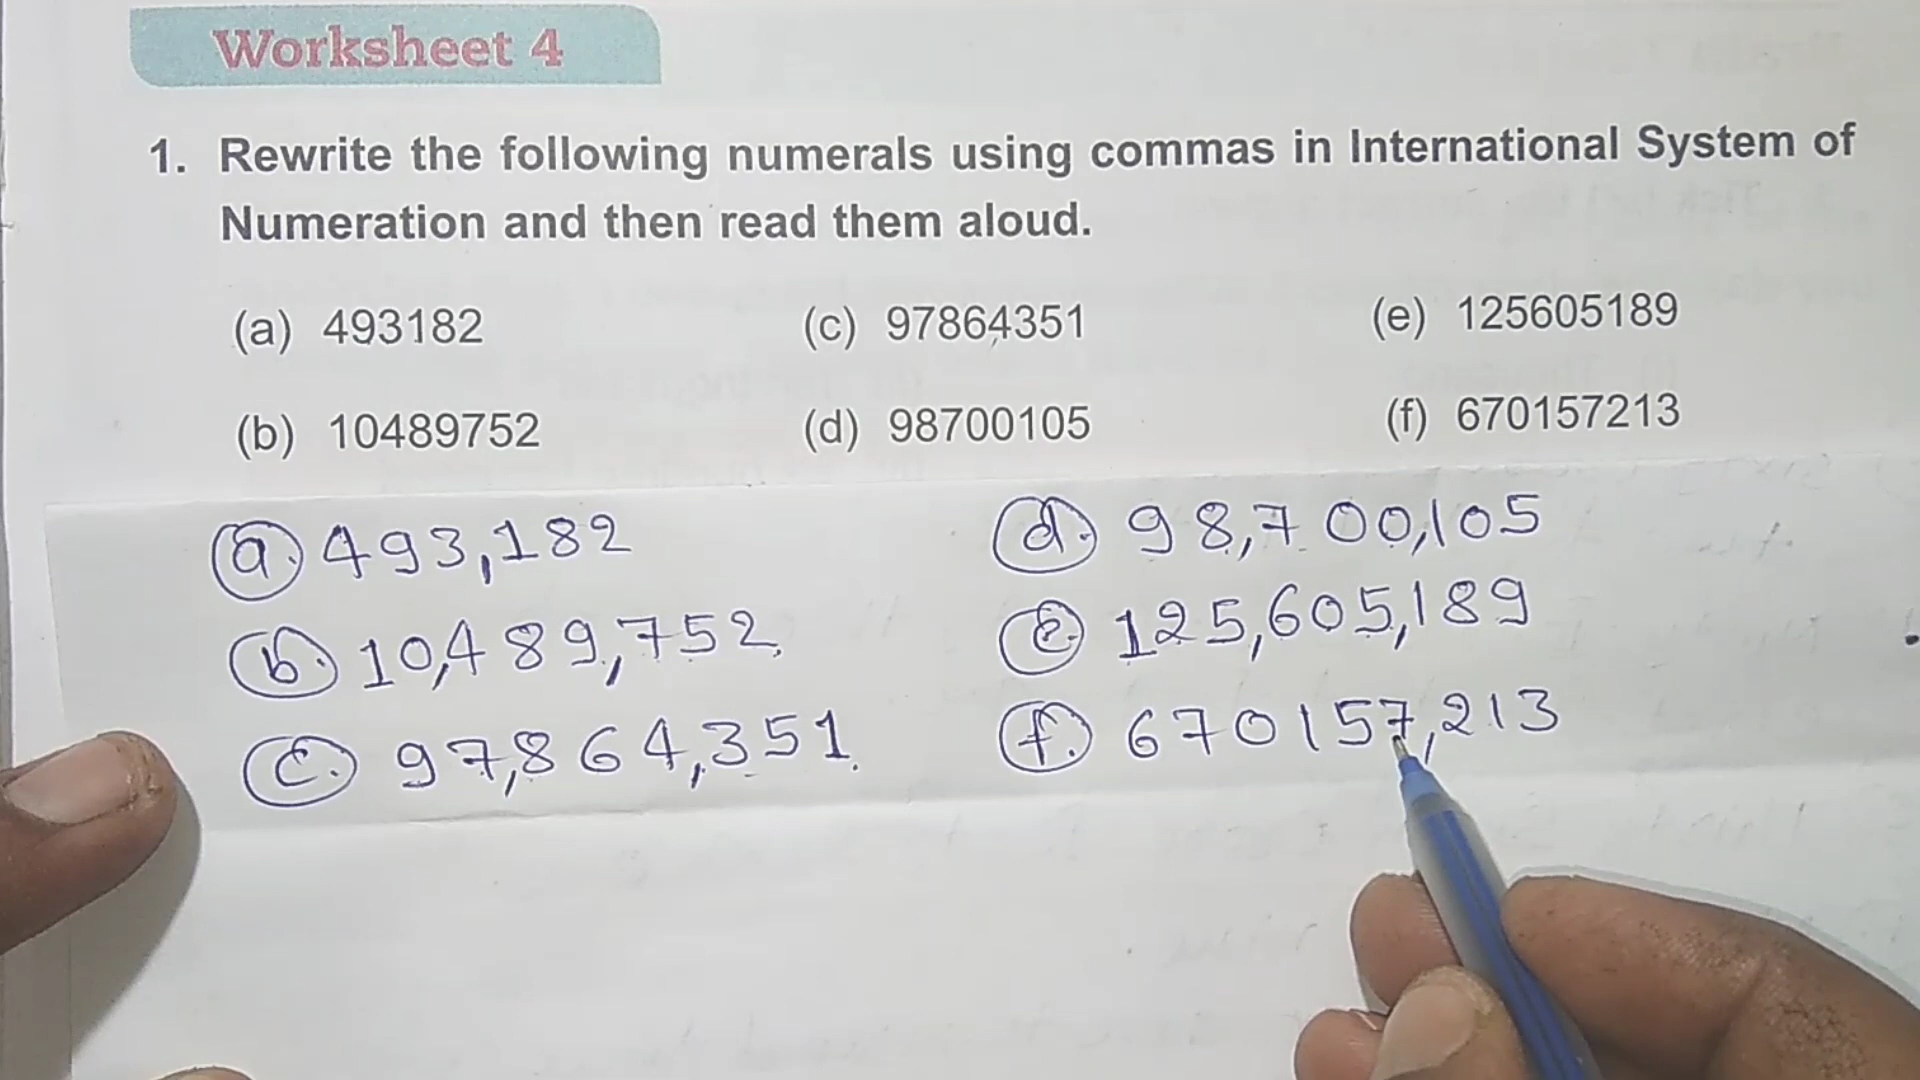 Worksheet 4
1. Rewrite the following numerals using commas in International System of
Numeration and then read them aloud.
(a) 493182 (c) 97864351 (e) 125605189
(b) 10489752 (d) 98700105 (f) 670157213
a. 493,182
b. 10,489,752
c. 97,864,351
d. 98,700,105
e. 125,605,189
f. 670157,213